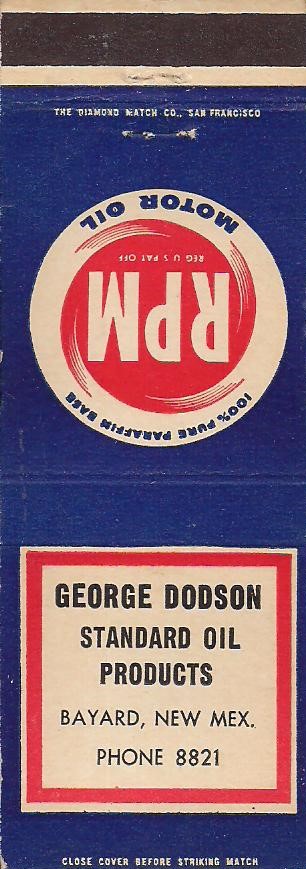 THE DIAMOND MATCH CO., SAN FRANCISCO
MOTOR OIL
REG U S PAT OFF
RPM
100% PURE PARAFFIN BASE
GEORGE DODSON
STANDARD OIL
PRODUCTS
BAYARD, NEW MEX.
PHONE 8821
CLOSE COVER BEFORE STRIKING MATCH